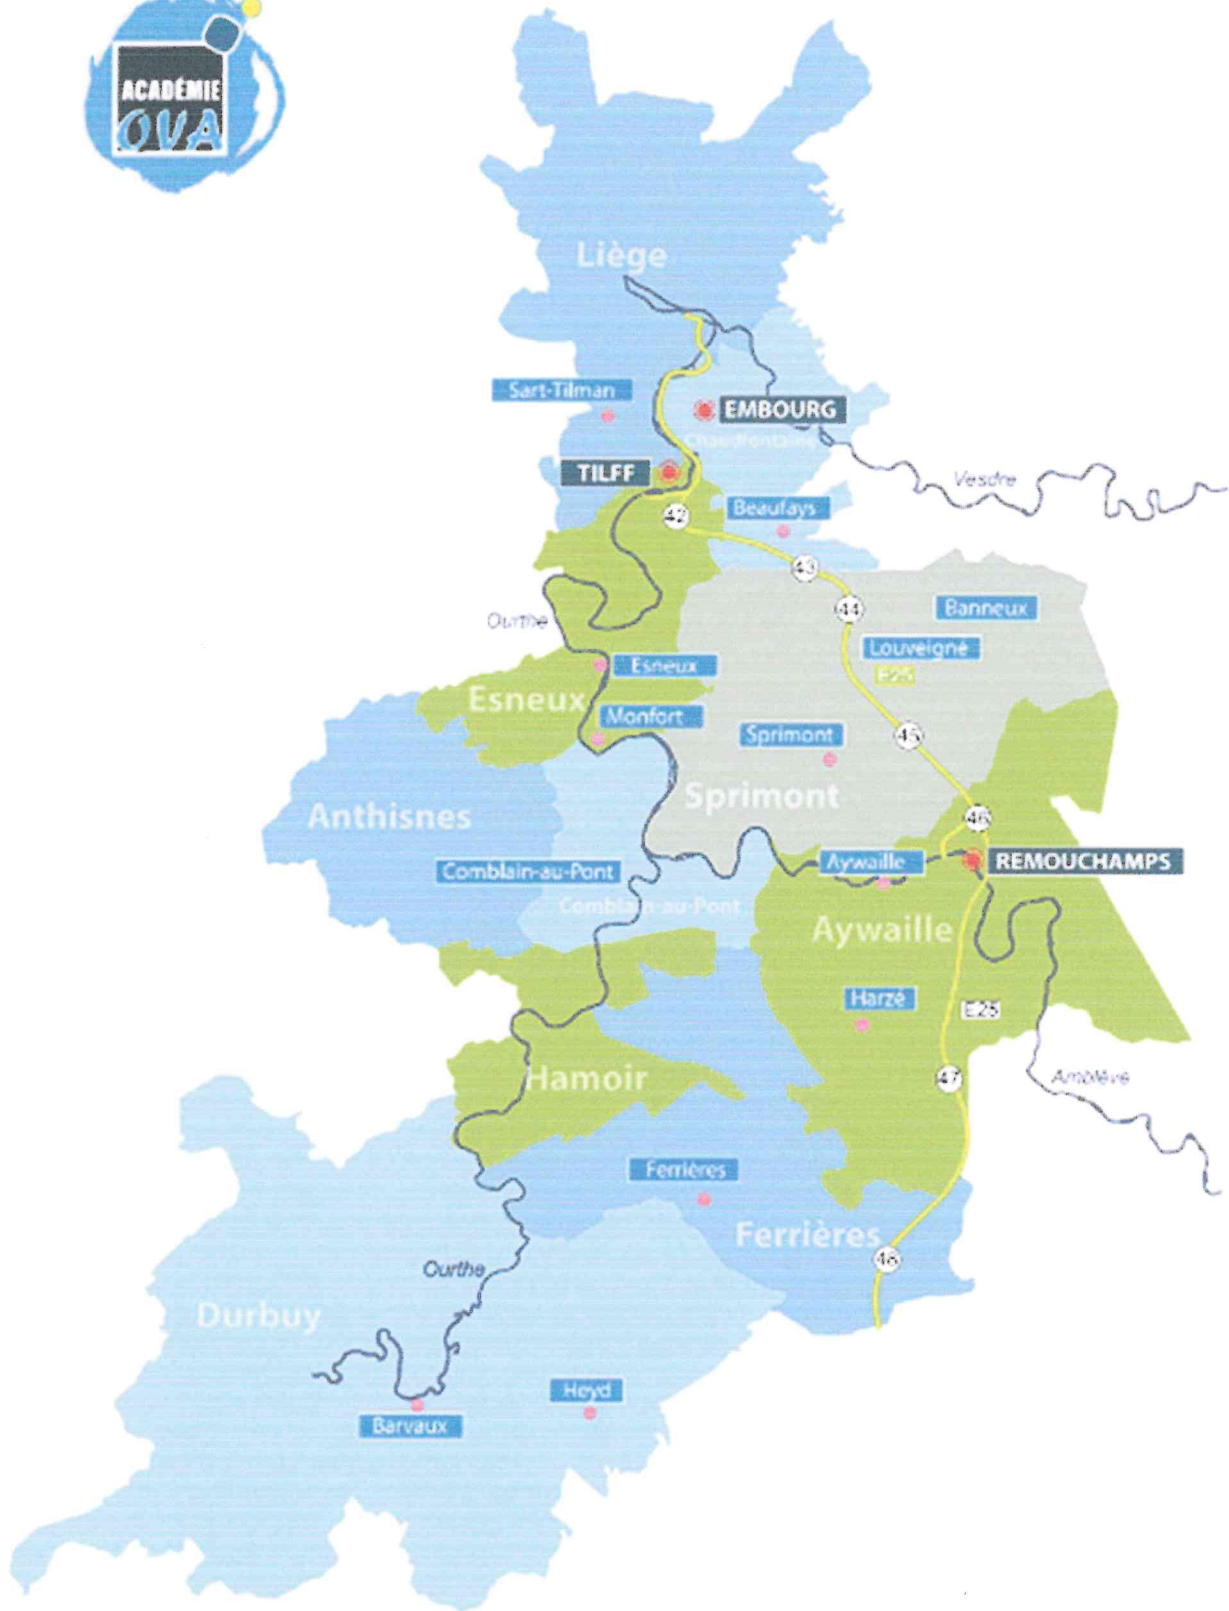 ACADÉMIE
OVA
Liège
Sart-Tilman
EMBOURG
Chaudfontaine
TILFF
Vesdre
42
Beaufays
43
44
Banneux
Ourthe
Louveigné
E25
Esneux
Esneux
Monfort
Sprimont
45
Sprimont
Anthisnes
46
Aywaille
REMOUCHAMPS
Comblain-au-Pont
Comblain-au-Pont
Aywaille
Harzé
E25
Hamoir
47
Amblève
Ferrières
Ferrières
48
Ourthe
Durbuy
Heyd
Barvaux